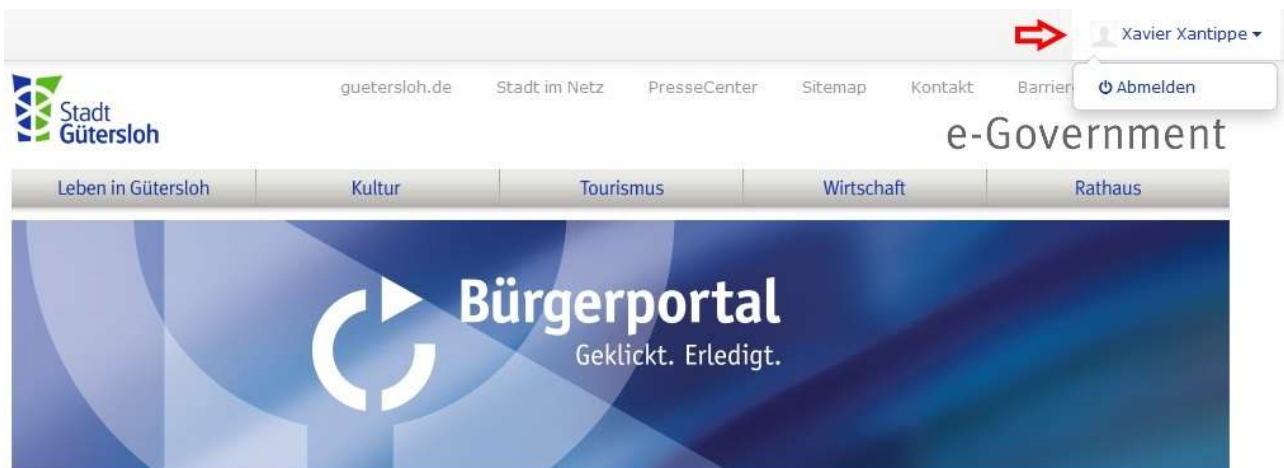 Xavier Xantippe
guetersloh.de Stadt im Netz PresseCenter Sitemap Kontakt
Abmelden
Stadt
Gütersloh
e-Government
Leben in Gütersloh Kultur Tourismus Wirtschaft Rathaus
Bürgerportal
Geklickt. Erledigt.